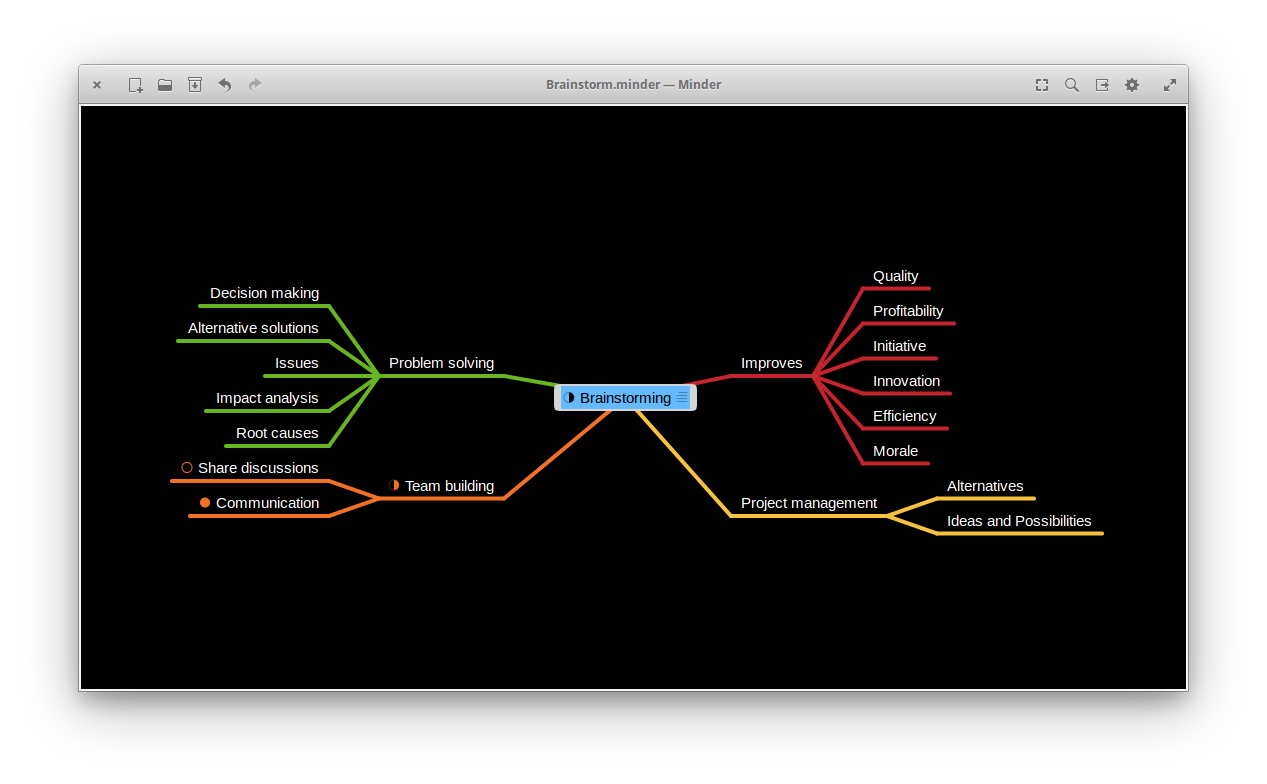 Brainstorm.minder — Minder
Brainstorming
Problem solving
Decision making
Alternative solutions
Issues
Impact analysis
Root causes
Team building
Share discussions
Communication
Improves
Quality
Profitability
Initiative
Innovation
Efficiency
Morale
Project management
Alternatives
Ideas and Possibilities